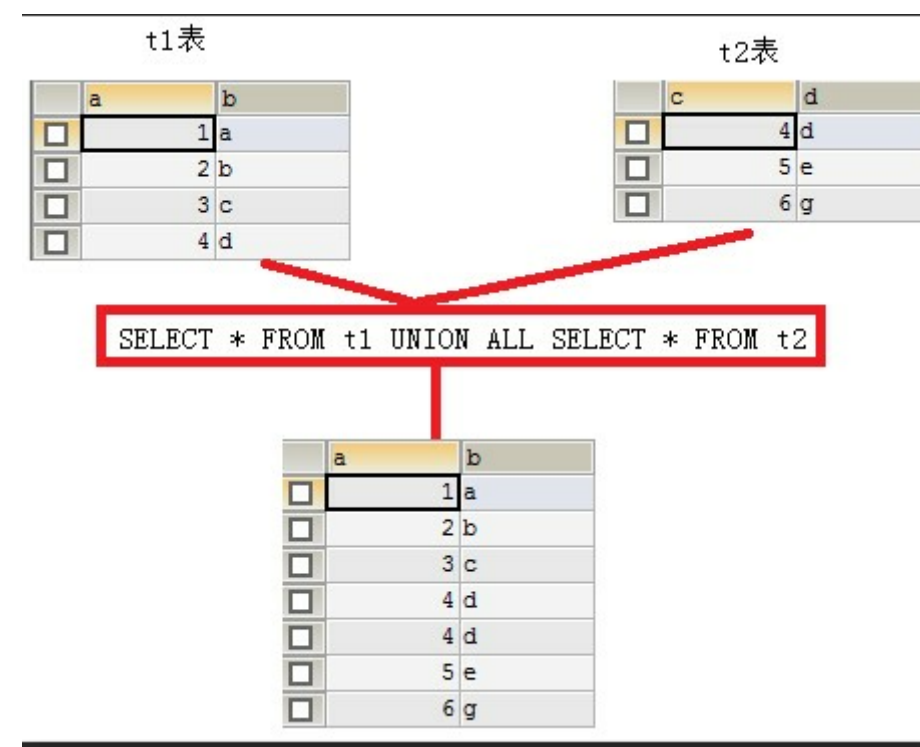 t1表
t2表
a b
1 a
2 b
3 c
4 d
c d
4 d
5 e
6 g
SELECT * FROM t1 UNION ALL SELECT * FROM t2
a b
1 a
2 b
3 c
4 d
4 d
5 e
6 g